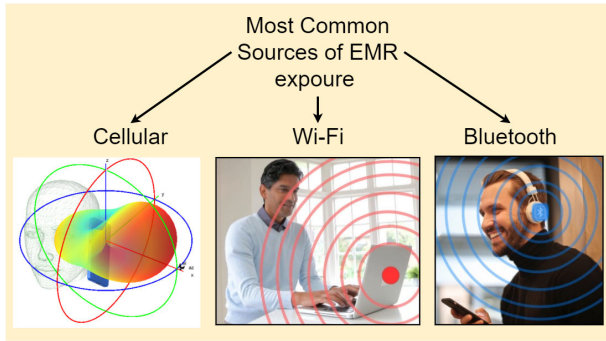 Most Common
Sources of EMR
expoure
Cellular
Wi-Fi
Bluetooth
z
Y
x